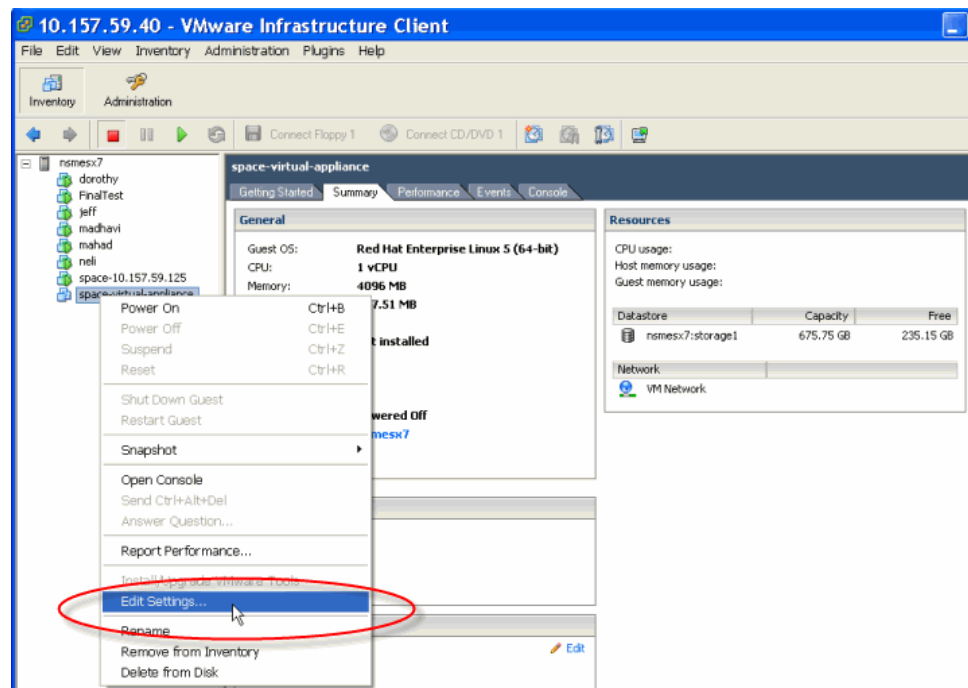 10.157.59.40 - VMware Infrastructure Client
File Edit View Inventory Administration Plugins Help
Inventory Administration
Connect Floppy 1 Connect CD/DVD 1
nsmesx7
dorothy
FinalTest
jeff
madhavi
mahad
neli
space-10.157.59.125
space-virtual-appliance
space-virtual-appliance
Getting Started Summary Performance Events Console
General
Guest OS: Red Hat Enterprise Linux 5 (64-bit)
CPU: 1 vCPU
Memory: 4096 MB
7.51 MB
t installed
wered Off
mesx7
Edit
Resources
CPU usage:
Host memory usage:
Guest memory usage:
Datastore Capacity Free
nsmesx7:storage1 675.75 GB 235.15 GB
Network
VM Network
Power On Ctrl+B
Power Off Ctrl+E
Suspend Ctrl+Z
Reset Ctrl+R
Shut Down Guest
Restart Guest
Snapshot
Open Console
Send Ctrl+Alt+Del
Answer Question...
Report Performance...
Install/Upgrade VMware Tools
Edit Settings...
Rename
Remove from Inventory
Delete from Disk